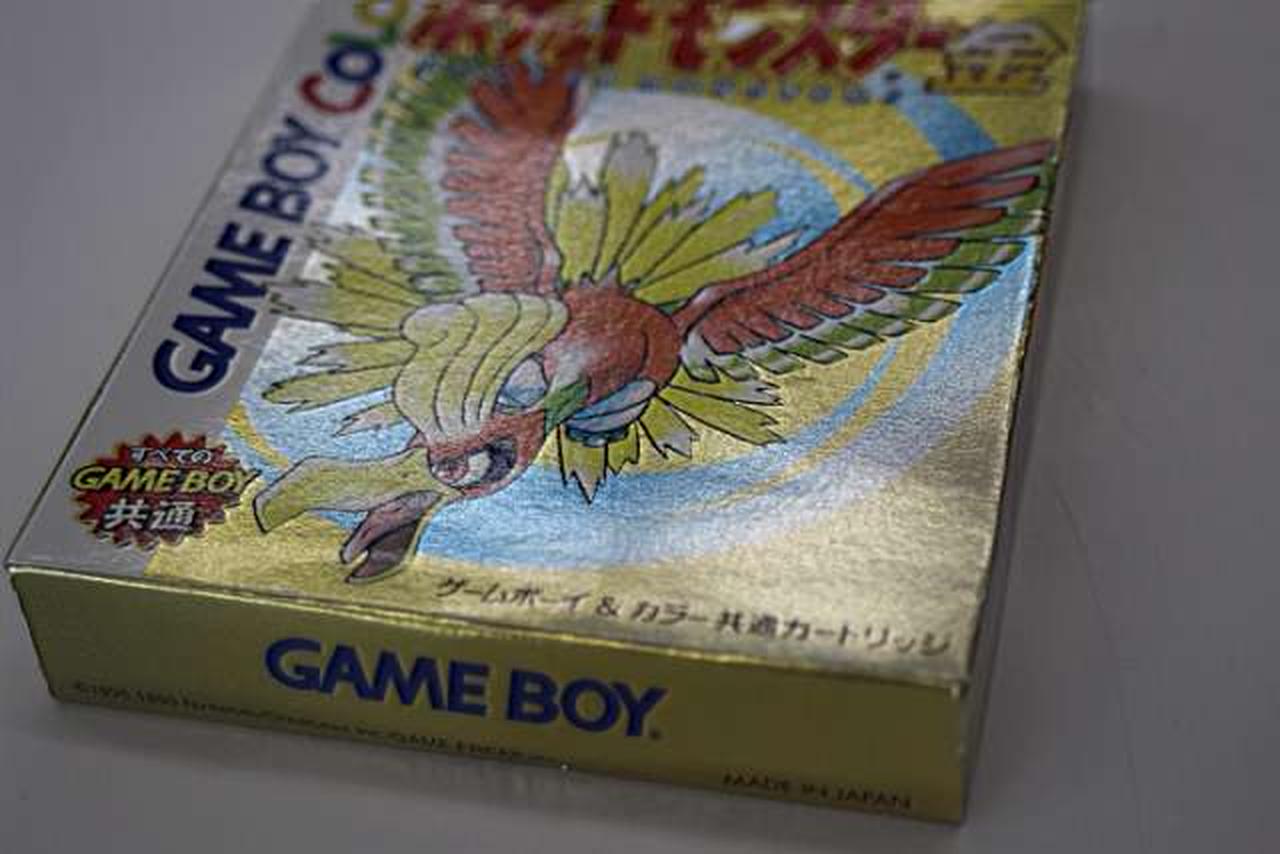 GAME BOY COLO
ポケットモンスター
すべての
GAME BOY
共通
ゲームボーイ & カラー共通カートリッジ
GAME BOY
MADE IN JAPAN